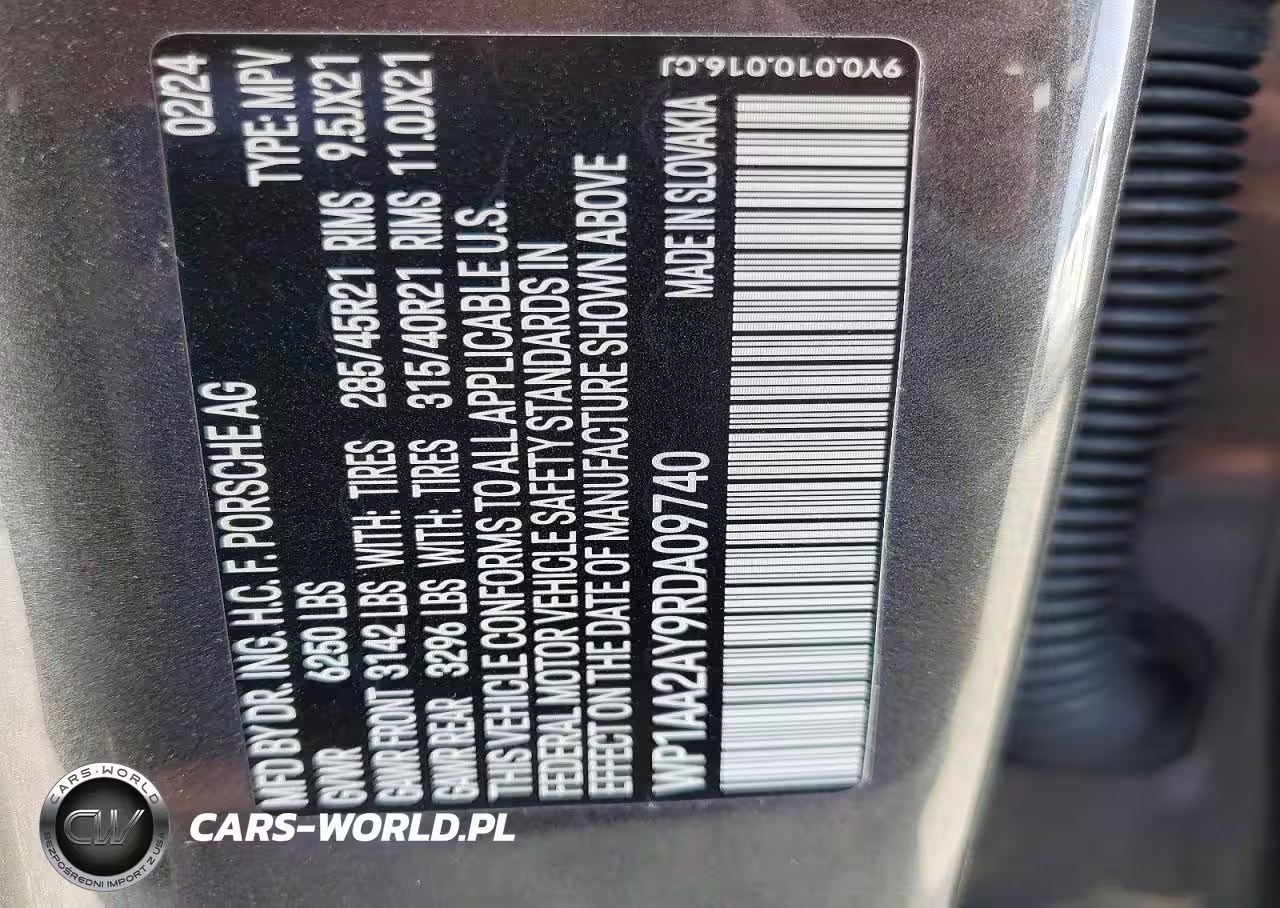 MFD BY DR. ING. H.C. F. PORSCHE AG 02/24
GVWR 6250 LBS TYPE: MPV
GAWR FRONT 3142 LBS WITH: TIRES 285/45R21 RIMS 9.5JX21
GAWR REAR 3296 LBS WITH: TIRES 315/40R21 RIMS 11.0JX21
THIS VEHICLE CONFORMS TO ALL APPLICABLE U.S.
FEDERAL MOTOR VEHICLE SAFETY STANDARDS IN
EFFECT ON THE DATE OF MANUFACTURE SHOWN ABOVE
WP1AA2AY9RDA09740 MADE IN SLOVAKIA
9Y0.010.016.CJ
CARS-WORLD
CW
BEZPOŚREDNI IMPORT Z USA
CARS-WORLD.PL